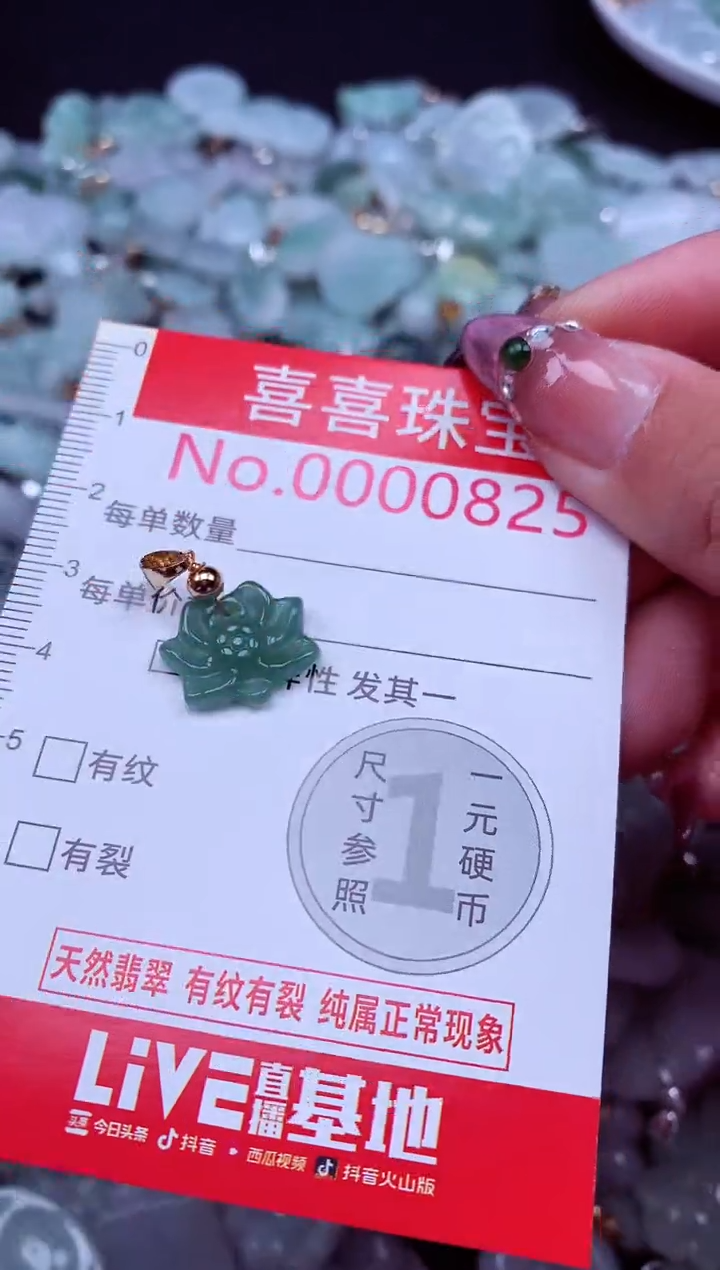 喜喜珠宝
No.0000825
0
1
2
3
4
5
每单数量
每单价
性 发其一
有纹
有裂
尺寸参照
1
一元硬币
天然翡翠 有纹有裂 纯属正常现象
LiVE直播基地
头条 今日头条 抖音 西瓜视频 抖音火山版